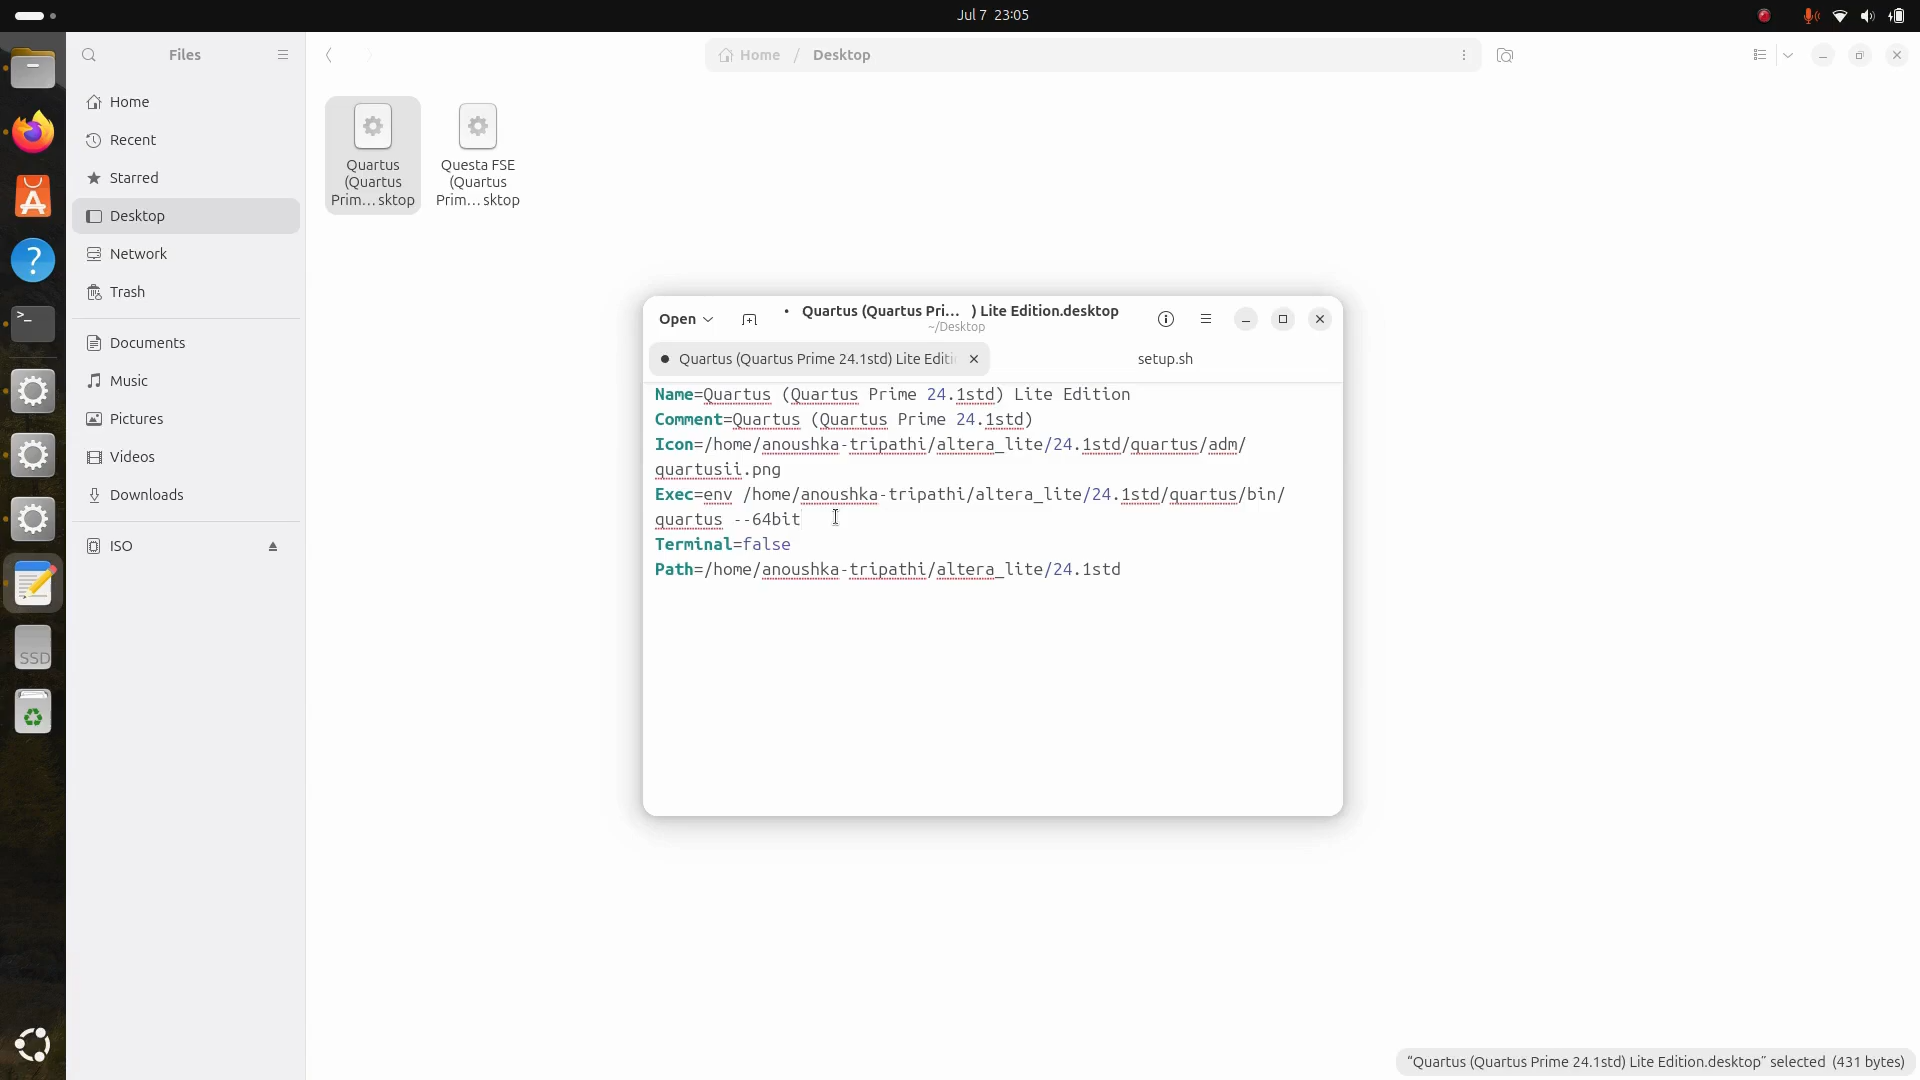 Jul 7 23:05
Files
Home / Desktop
Home
Recent
Starred
Desktop
Network
Trash
Documents
Music
Pictures
Videos
Downloads
ISO
Quartus
(Quartus
Prim… sktop
Questa FSE
(Quartus
Prim… sktop
>_
?
SSD
Open
• Quartus (Quartus Pri… ) Lite Edition.desktop
~/Desktop
Quartus (Quartus Prime 24.1std) Lite Editi
setup.sh
Name=Quartus (Quartus Prime 24.1std) Lite Edition
Comment=Quartus (Quartus Prime 24.1std)
Icon=/home/anoushka-tripathi/altera_lite/24.1std/quartus/adm/
quartusii.png
Exec=env /home/anoushka-tripathi/altera_lite/24.1std/quartus/bin/
quartus --64bit
Terminal=false
Path=/home/anoushka-tripathi/altera_lite/24.1std
“Quartus (Quartus Prime 24.1std) Lite Edition.desktop” selected (431 bytes)